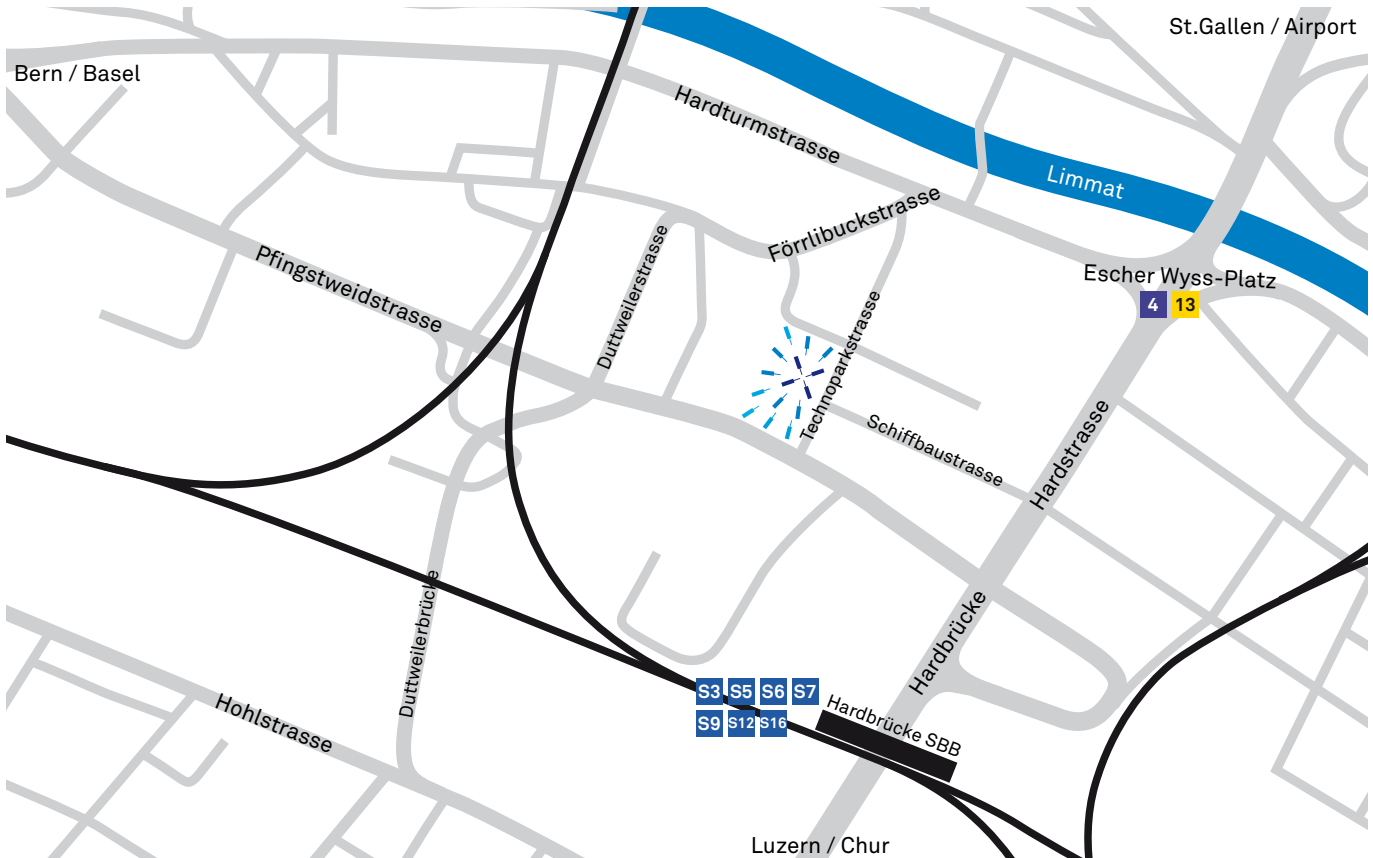 St.Gallen / Airport
Bern / Basel
Hardturmstrasse
Limmat
Förrlibuckstrasse
Pfingstweidstrasse
Duttweilerstrasse
Escher Wyss-Platz
4 13
Technoparkstrasse
Schiffbaustrasse
Hardstrasse
Duttweilerbrücke
Hardbrücke
S3 S5 S6 S7
S9 S12 S16
Hardbrücke SBB
Hohlstrasse
Luzern / Chur